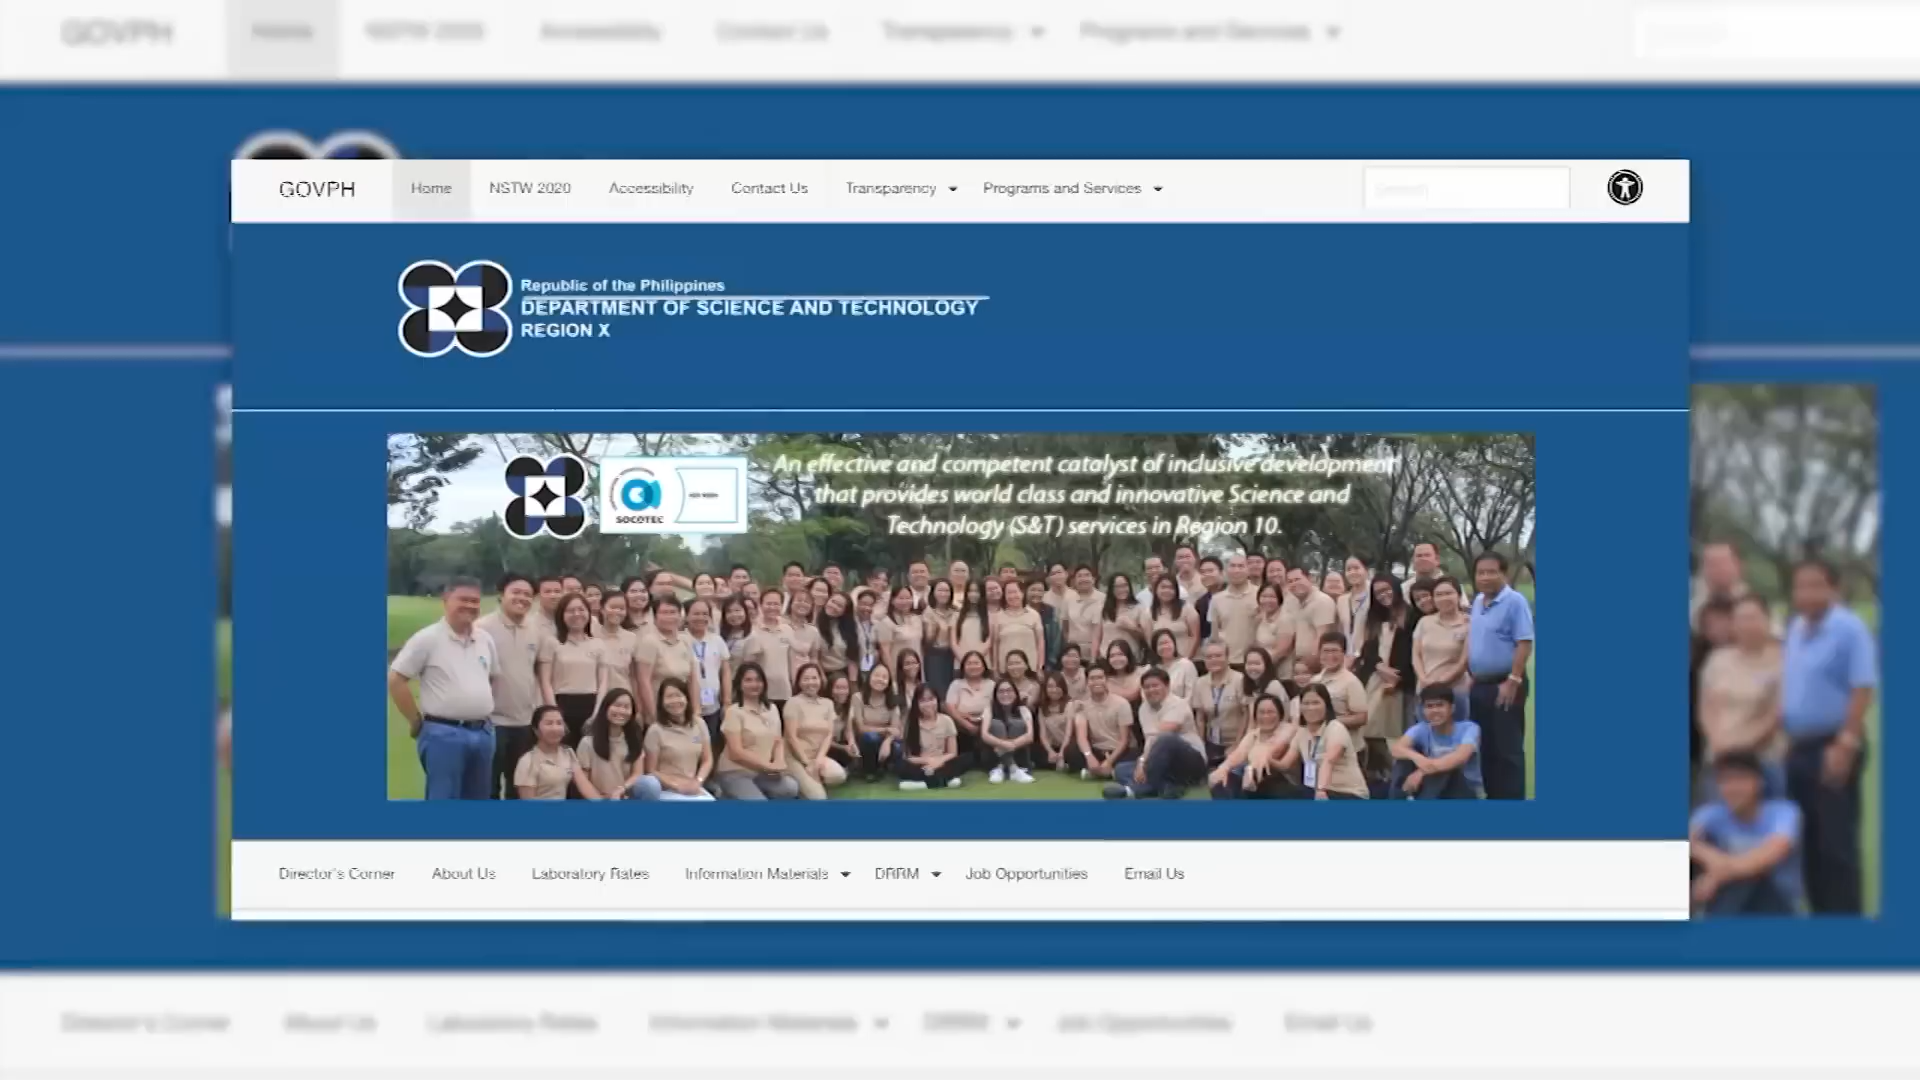 GOVPH Home NSTW 2020 Accessibility Contact Us Transparency Programs and Services Search
Republic of the Philippines
DEPARTMENT OF SCIENCE AND TECHNOLOGY
REGION X
An effective and competent catalyst of inclusive development
that provides world class and innovative Science and
Technology (S&T) services in Region 10.
SOCOTEC
Director's Corner About Us Laboratory Rates Information Materials DRRM Job Opportunities Email Us